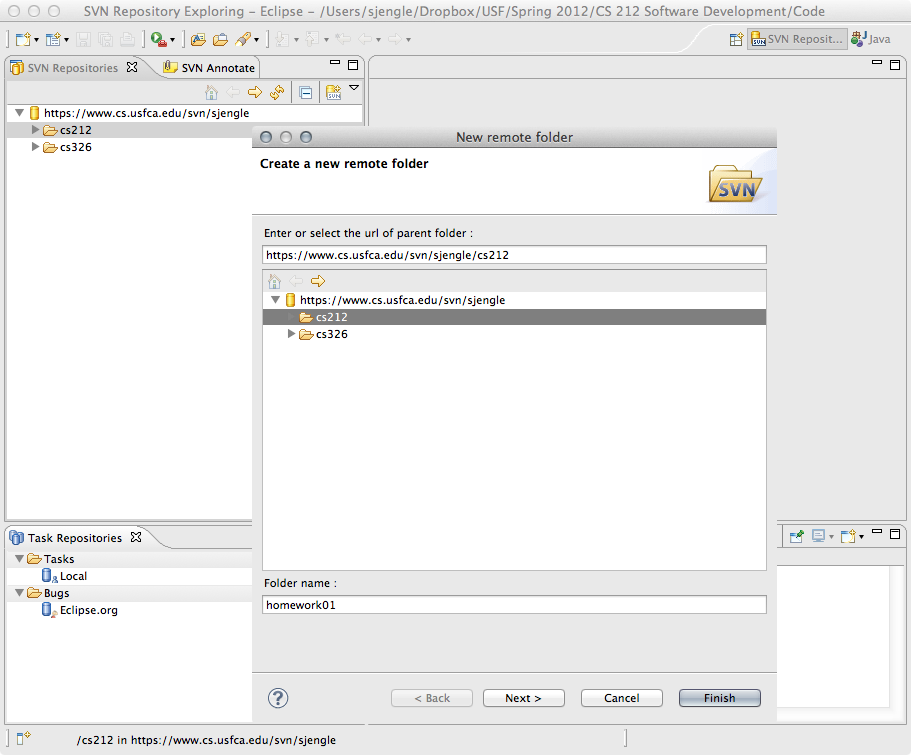 SVN Repository Exploring – Eclipse – /Users/sjengle/Dropbox/USF/Spring 2012/CS 212 Software Development/Code
SVN Reposit... Java
SVN Repositories SVN Annotate
SVN
https://www.cs.usfca.edu/svn/sjengle
cs212
cs326
New remote folder
Create a new remote folder
SVN
Enter or select the url of parent folder :
https://www.cs.usfca.edu/svn/sjengle/cs212
https://www.cs.usfca.edu/svn/sjengle
cs212
cs326
Task Repositories
Tasks
Local
Bugs
Eclipse.org
Folder name :
homework01
? < Back Next > Cancel Finish
/cs212 in https://www.cs.usfca.edu/svn/sjengle